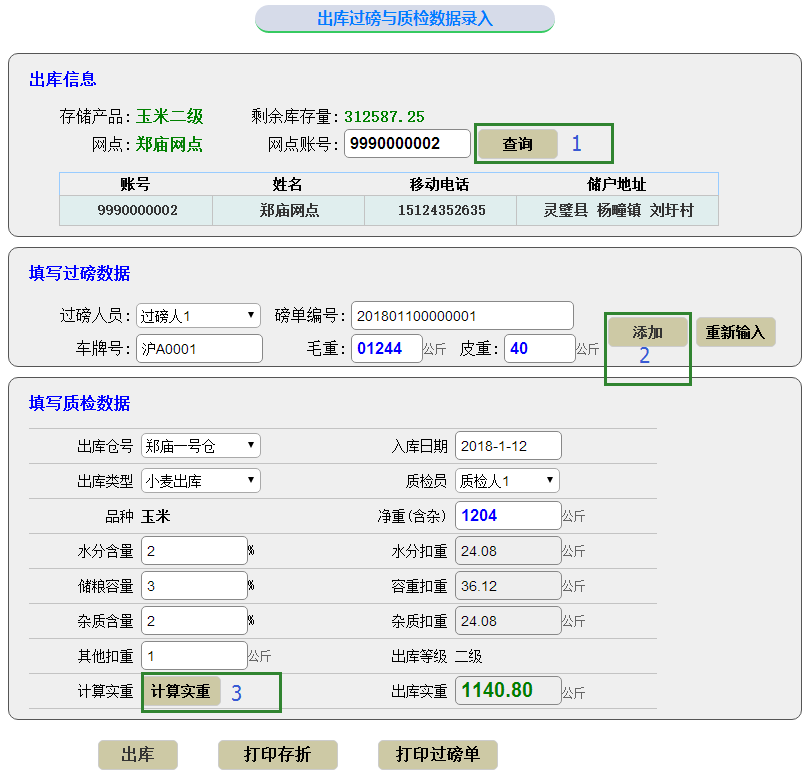 出库过磅与质检数据录入
出库信息
存储产品: 玉米二级 剩余库存量: 312587.25
网点: 郑庙网点 网点账号: 9990000002 查询 1
账号 姓名 移动电话 储户地址
9990000002 郑庙网点 15124352635 灵璧县 杨疃镇 刘圩村
填写过磅数据
过磅人员: 过磅人1 磅单编号: 201801100000001 添加 重新输入
车牌号: 沪A0001 毛重: 01244 公斤 皮重: 40 公斤 2
填写质检数据
出库仓号 郑庙一号仓 入库日期 2018-1-12
出库类型 小麦出库 质检员 质检人1
品种 玉米 净重(含杂) 1204 公斤
水分含量 2 % 水分扣重 24.08 公斤
储粮容量 3 % 容重扣重 36.12 公斤
杂质含量 2 % 杂质扣重 24.08 公斤
其他扣重 1 公斤 出库等级 二级
计算实重 计算实重 3 出库实重 1140.80 公斤
出库 打印存折 打印过磅单